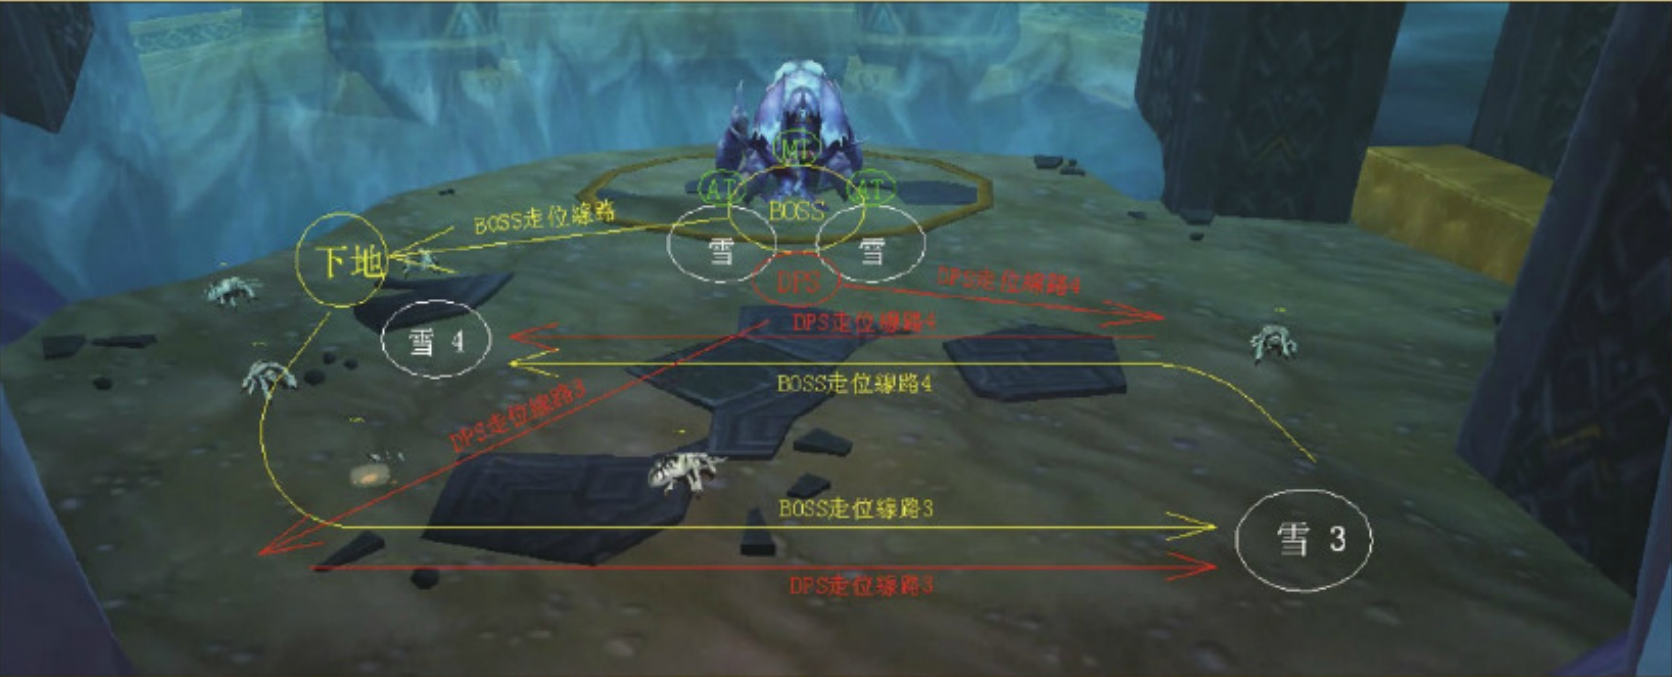 MT
AT
AT
BOSS
BOSS走位線路
下地
雪
雪
DPS
DPS走位線路4
DPS走位線路4
雪 4
BOSS走位線路4
DPS走位線路3
BOSS走位線路3
雪 3
DPS走位線路3